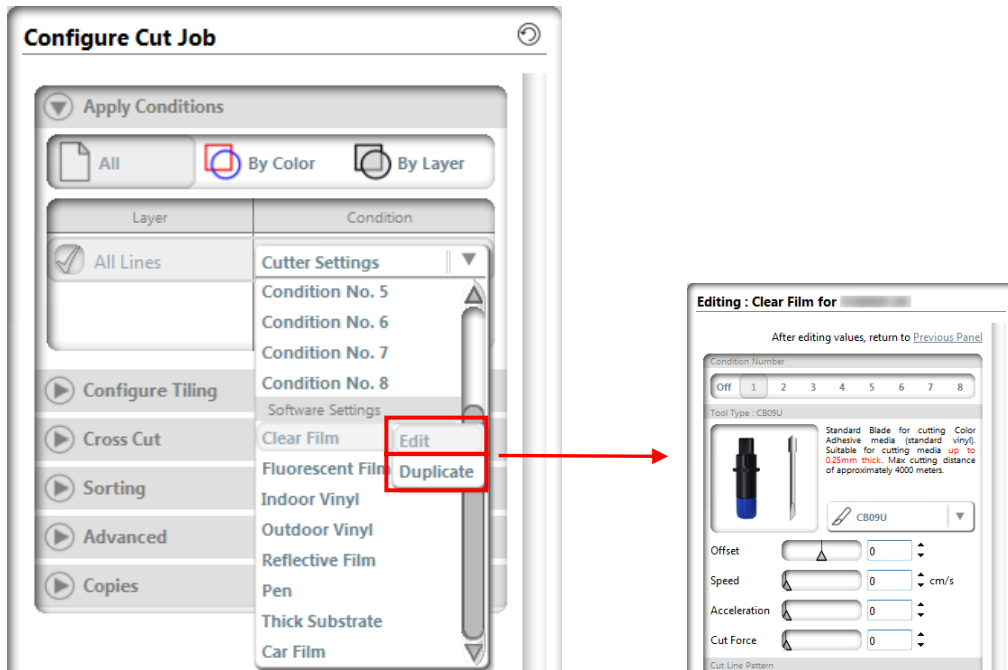 Configure Cut Job
Apply Conditions
All
By Color
By Layer
Layer
Condition
All Lines
Cutter Settings
Condition No. 5
Condition No. 6
Condition No. 7
Condition No. 8
Software Settings
Clear Film
Edit
Fluorescent Film
Duplicate
Indoor Vinyl
Outdoor Vinyl
Reflective Film
Pen
Thick Substrate
Car Film
Configure Tiling
Cross Cut
Sorting
Advanced
Copies
Editing : Clear Film for
After editing values, return to Previous Panel
Condition Number
Off 1 2 3 4 5 6 7 8
Tool Type : CB09U
Standard Blade for cutting Color
Adhesive media (standard vinyl).
Suitable for cutting media up to
0.25mm thick. Max cutting distance
of approximately 4000 meters.
CB09U
Offset 0
Speed 0 cm/s
Acceleration 0
Cut Force 0
Cut Line Pattern